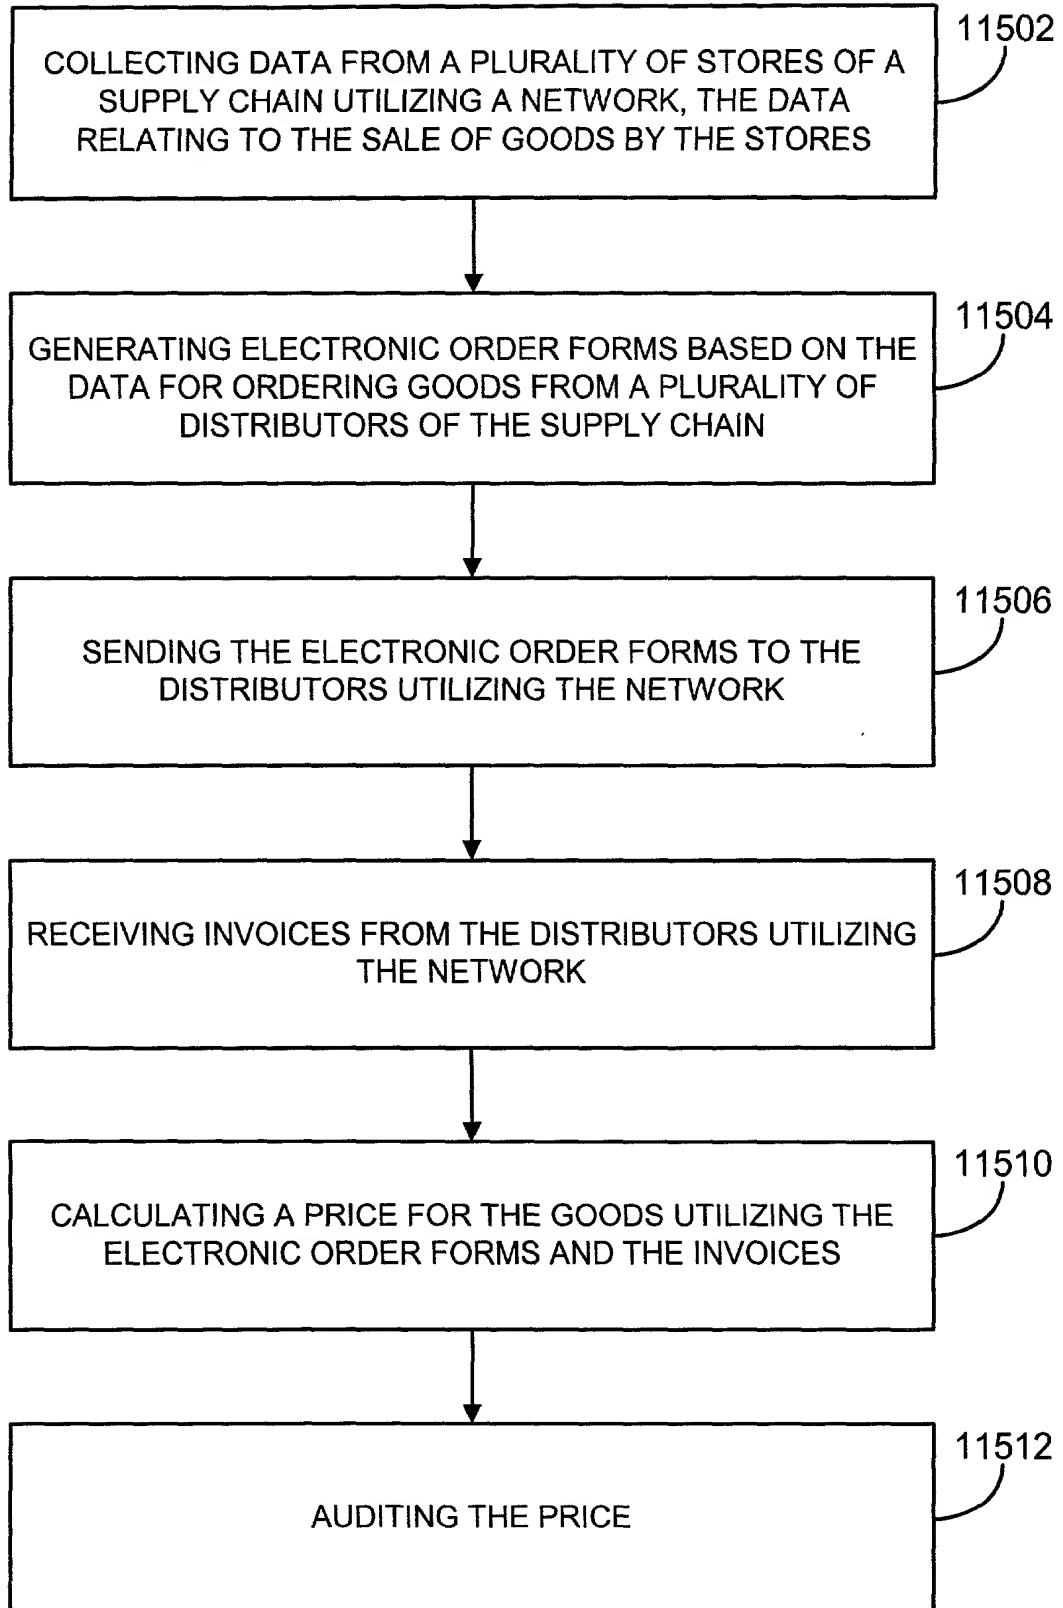 11502
COLLECTING DATA FROM A PLURALITY OF STORES OF A
SUPPLY CHAIN UTILIZING A NETWORK, THE DATA
RELATING TO THE SALE OF GOODS BY THE STORES
11504
GENERATING ELECTRONIC ORDER FORMS BASED ON THE
DATA FOR ORDERING GOODS FROM A PLURALITY OF
DISTRIBUTORS OF THE SUPPLY CHAIN
11506
SENDING THE ELECTRONIC ORDER FORMS TO THE
DISTRIBUTORS UTILIZING THE NETWORK
11508
RECEIVING INVOICES FROM THE DISTRIBUTORS UTILIZING
THE NETWORK
11510
CALCULATING A PRICE FOR THE GOODS UTILIZING THE
ELECTRONIC ORDER FORMS AND THE INVOICES
11512
AUDITING THE PRICE